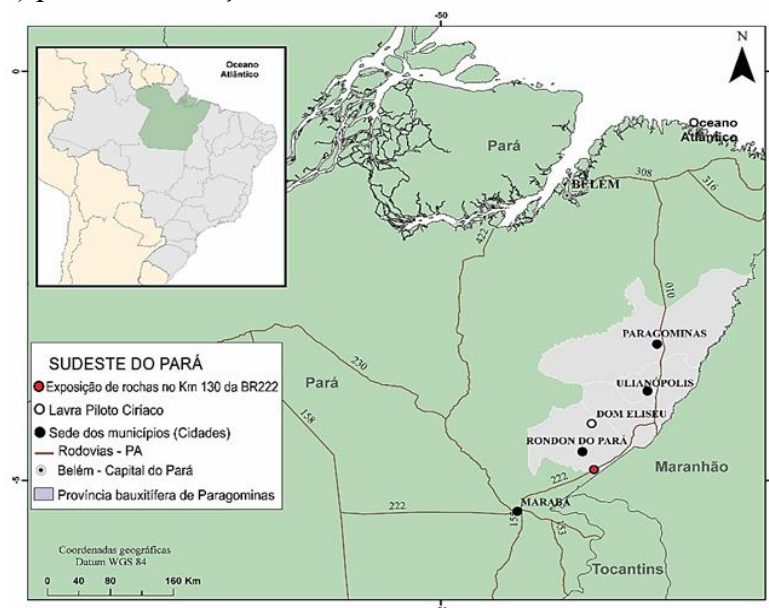 -50
Oceano
Atlântico
N
0
Oceano
Atlântico
Pará
BELÉM
308
316
422
010
PARAGOMINAS
230
ULIANÓPOLIS
SUDESTE DO PARÁ
Exposição de rochas no Km 130 da BR222
Lavra Piloto Ciríaco
Sede dos municípios (Cidades)
Rodovias - PA
Belém - Capital do Pará
Província bauxitífera de Paragominas
Pará
158
DOM ELISEU
RONDON DO PARÁ
Maranhão
-5
222
222
MARABÁ
153
Tocantins
Coordenadas geográficas
Datum WGS 84
0 40 80 160 Km